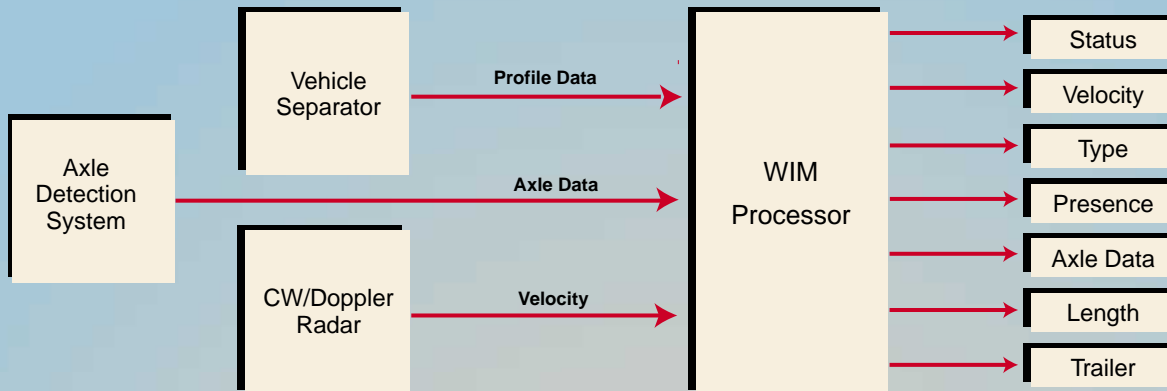 Axle
Detection
System
Vehicle
Separator
CW/Doppler
Radar
Profile Data
Axle Data
Velocity
WIM
Processor
Status
Velocity
Type
Presence
Axle Data
Length
Trailer